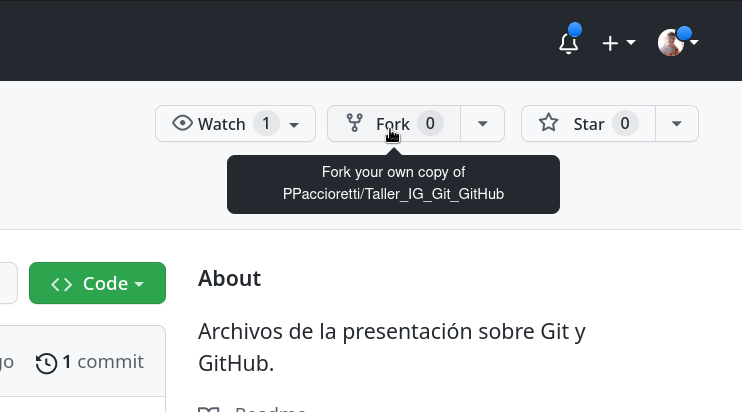 Watch 1
Fork 0
Star 0
Fork your own copy of
PPaccioretti/Taller_IG_Git_GitHub
Code
About
Archivos de la presentación sobre Git y
GitHub.
go 1 commit
Readme